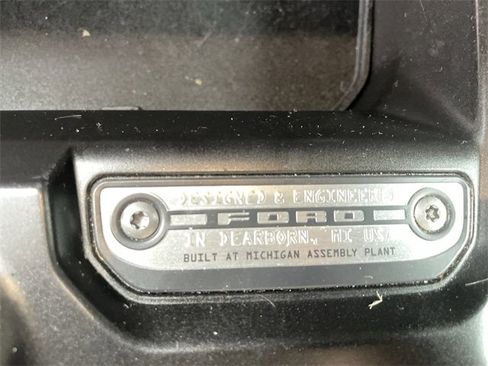 DESIGNED & ENGINEERED
FORD
IN DEARBORN, MI USA
BUILT AT MICHIGAN ASSEMBLY PLANT